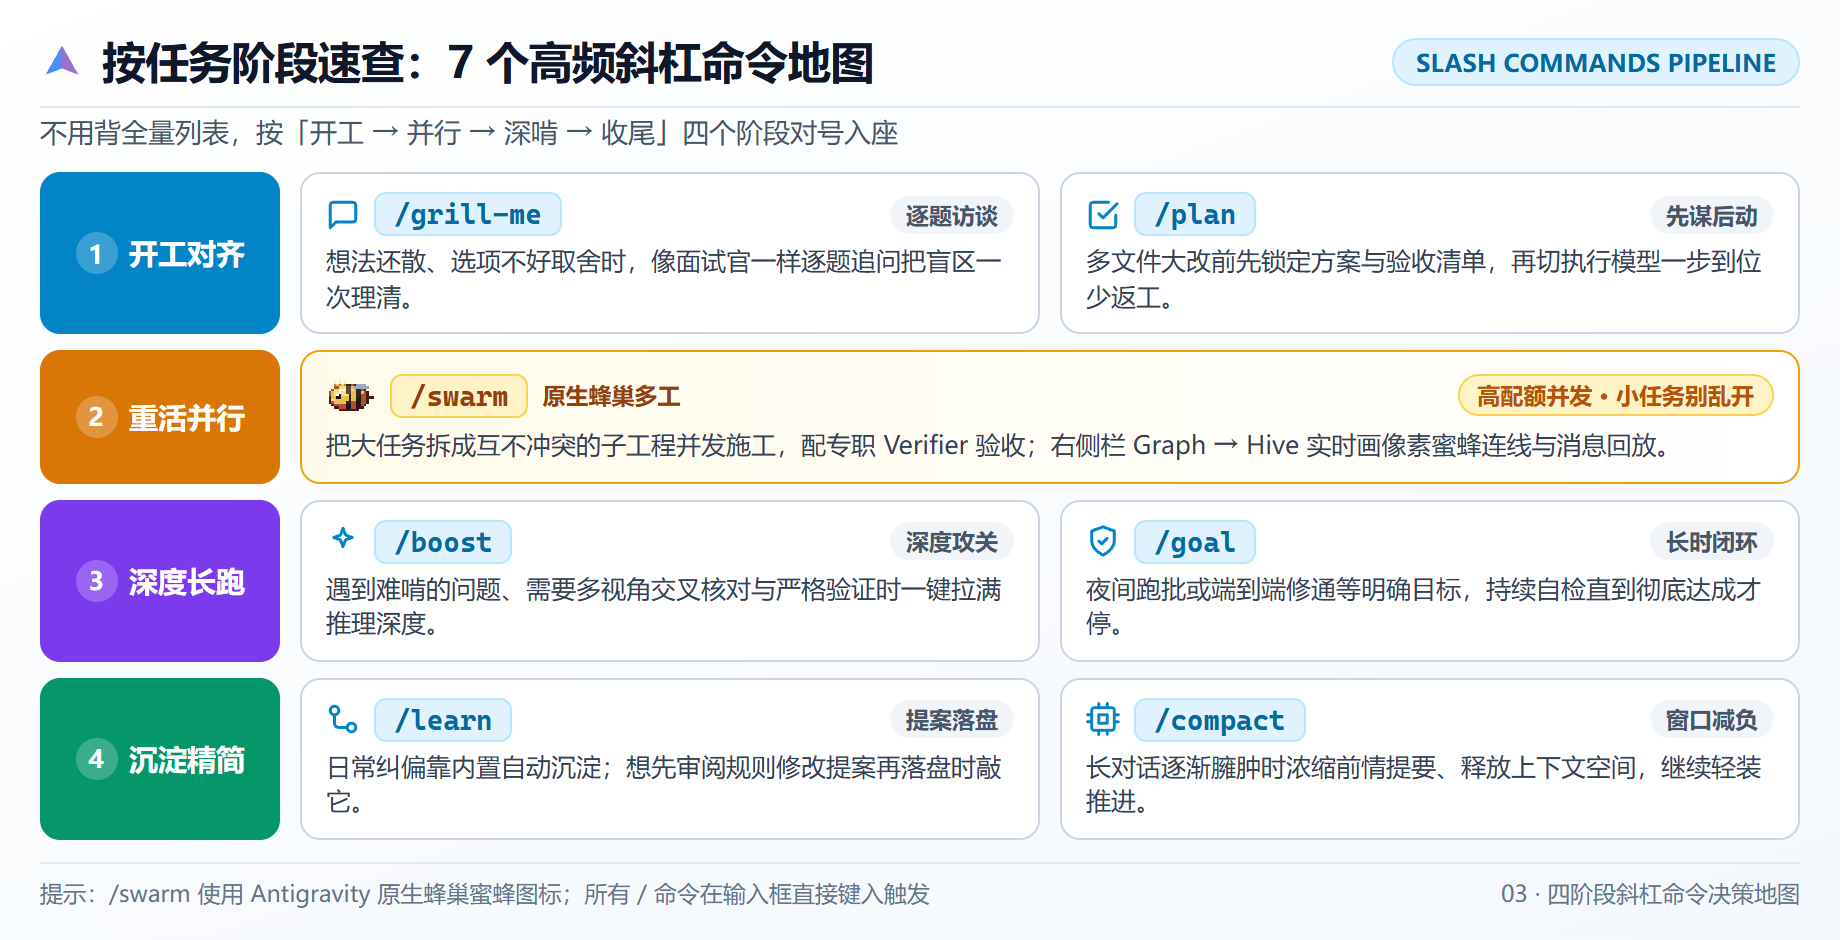 按任务阶段速查：7 个高频斜杠命令地图
SLASH COMMANDS PIPELINE
不用背全量列表，按「开工 → 并行 → 深啃 → 收尾」四个阶段对号入座
1 开工对齐
/grill-me
逐题访谈
想法还散、选项不好取舍时，像面试官一样逐题追问把盲区一
次理清。
/plan
先谋后动
多文件大改前先锁定方案与验收清单，再切执行模型一步到位
少返工。
2 重活并行
/swarm 原生蜂巢多工
高配额并发 · 小任务别乱开
把大任务拆成互不冲突的子工程并发施工，配专职 Verifier 验收；右侧栏 Graph → Hive 实时画像素蜜蜂连线与消息回放。
3 深度长跑
/boost
深度攻关
遇到难啃的问题、需要多视角交叉核对与严格验证时一键拉满
推理深度。
/goal
长时闭环
夜间跑批或端到端修通等明确目标，持续自检直到彻底达成才
停。
4 沉淀精简
/learn
提案落盘
日常纠偏靠内置自动沉淀；想先审阅规则修改提案再落盘时敲
它。
/compact
窗口减负
长对话逐渐臃肿时浓缩前情提要、释放上下文空间，继续轻装
推进。
提示：/swarm 使用 Antigravity 原生蜂巢蜜蜂图标；所有 / 命令在输入框直接键入触发
03 · 四阶段斜杠命令决策地图